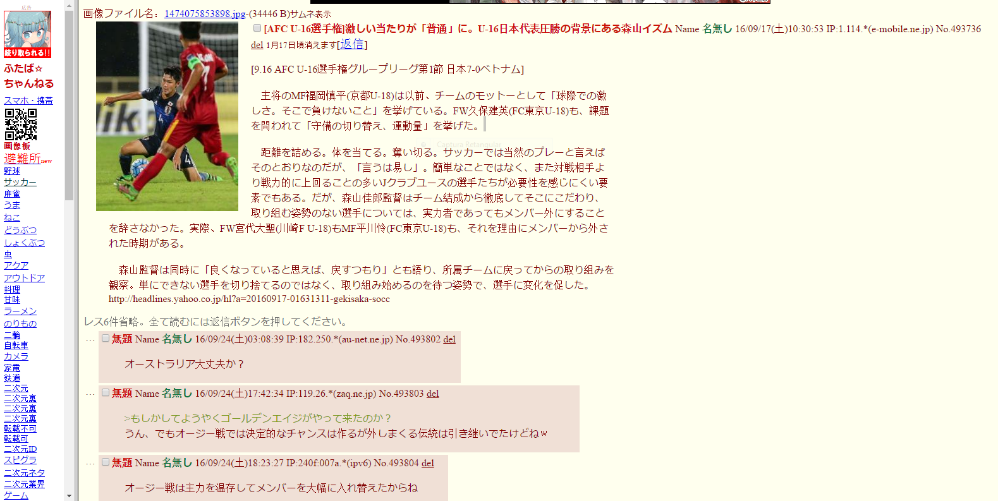 広告
絞り取られる!!
ふたば☆
ちゃんねる
スマホ・携帯
画像板
避難所new
野球
サッカー
麻雀
うま
ねこ
どうぶつ
しょくぶつ
虫
アクア
アウトドア
料理
甘味
ラーメン
のりもの
二輪
自転車
カメラ
家電
鉄道
二次元
二次元裏
二次元裏
二次元裏
転載不可
転載可
二次元ID
スピグラ
二次元ネタ
二次元業界
ゲーム
画像ファイル名：1474075853898.jpg-(34446 B)サムネ表示
[AFC U-16選手権]激しい当たりが「普通」に。U-16日本代表圧勝の背景にある森山イズム Name 名無し 16/09/17(土)10:30:53 IP:1.114.*(e-mobile.ne.jp) No.493736
del 1月17日頃消えます[返信]
[9.16 AFC U-16選手権グループリーグ第1節 日本7-0ベトナム]
主将のMF福岡慎平(京都U-18)は以前、チームのモットーとして「球際での激
しさ。そこで負けないこと」を挙げている。FW久保建英(FC東京U-18)も、課題
を問われて「守備の切り替え、運動量」を挙げた。
距離を詰める。体を当てる。奪い切る。サッカーでは当然のプレーと言えば
そのとおりなのだが、「言うは易し」。簡単なことではなく、また対戦相手よ
り戦力的に上回ることの多いJクラブユースの選手たちが必要性を感じにくい要
素でもある。だが、森山佳郎監督はチーム結成から徹底してそこにこだわり、
取り組む姿勢のない選手については、実力者であってもメンバー外にすること
を辞さなかった。実際、FW宮代大聖(川崎F U-18)もMF平川怜(FC東京U-18)も、それを理由にメンバーから外さ
れた時期がある。
森山監督は同時に「良くなっていると思えば、戻すつもり」とも語り、所属チームに戻ってからの取り組みを
観察。単にできない選手を切り捨てるのではなく、取り組み始めるのを待つ姿勢で、選手に変化を促した。
http://headlines.yahoo.co.jp/hl?a=20160917-01631311-gekisaka-socc
レス6件省略。全て読むには返信ボタンを押してください。
… 無題 Name 名無し 16/09/24(土)03:08:39 IP:182.250.*(au-net.ne.jp) No.493802 del
オーストラリア大丈夫か？
… 無題 Name 名無し 16/09/24(土)17:42:34 IP:119.26.*(zaq.ne.jp) No.493803 del
>もしかしてようやくゴールデンエイジがやって来たのか？
うん、でもオージー戦では決定的なチャンスは作るが外しまくる伝統は引き継いでたけどねｗ
… 無題 Name 名無し 16/09/24(土)18:23:27 IP:240f:007a.*(ipv6) No.493804 del
オージー戦は主力を温存してメンバーを大幅に入れ替えたからね